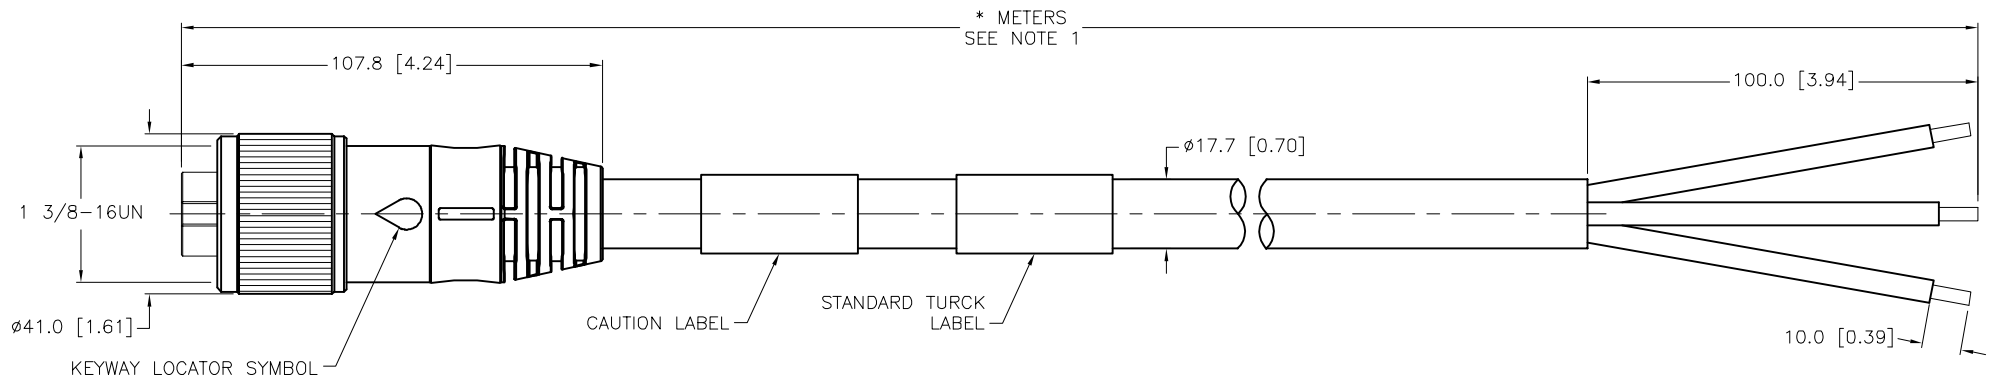 * METERS
SEE NOTE 1
107.8 [4.24]
100.0 [3.94]
ø17.7 [0.70]
1 3/8-16UN
STANDARD TURCK
LABEL
CAUTION LABEL
ø41.0 [1.61]
10.0 [0.39]
KEYWAY LOCATOR SYMBOL